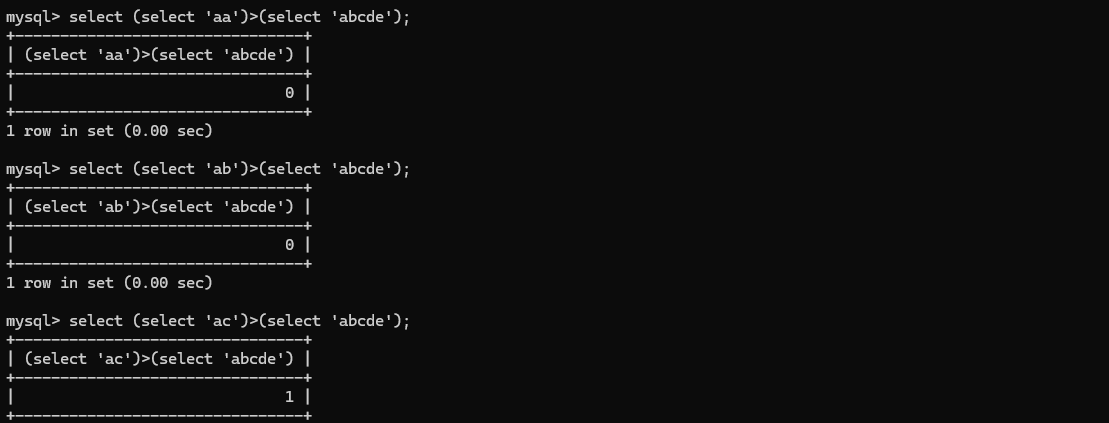 mysql> select (select 'aa')>(select 'abcde');
+--------------------------------+
| (select 'aa')>(select 'abcde') |
+--------------------------------+
|                              0 |
+--------------------------------+
1 row in set (0.00 sec)

mysql> select (select 'ab')>(select 'abcde');
+--------------------------------+
| (select 'ab')>(select 'abcde') |
+--------------------------------+
|                              0 |
+--------------------------------+
1 row in set (0.00 sec)

mysql> select (select 'ac')>(select 'abcde');
+--------------------------------+
| (select 'ac')>(select 'abcde') |
+--------------------------------+
|                              1 |
+--------------------------------+